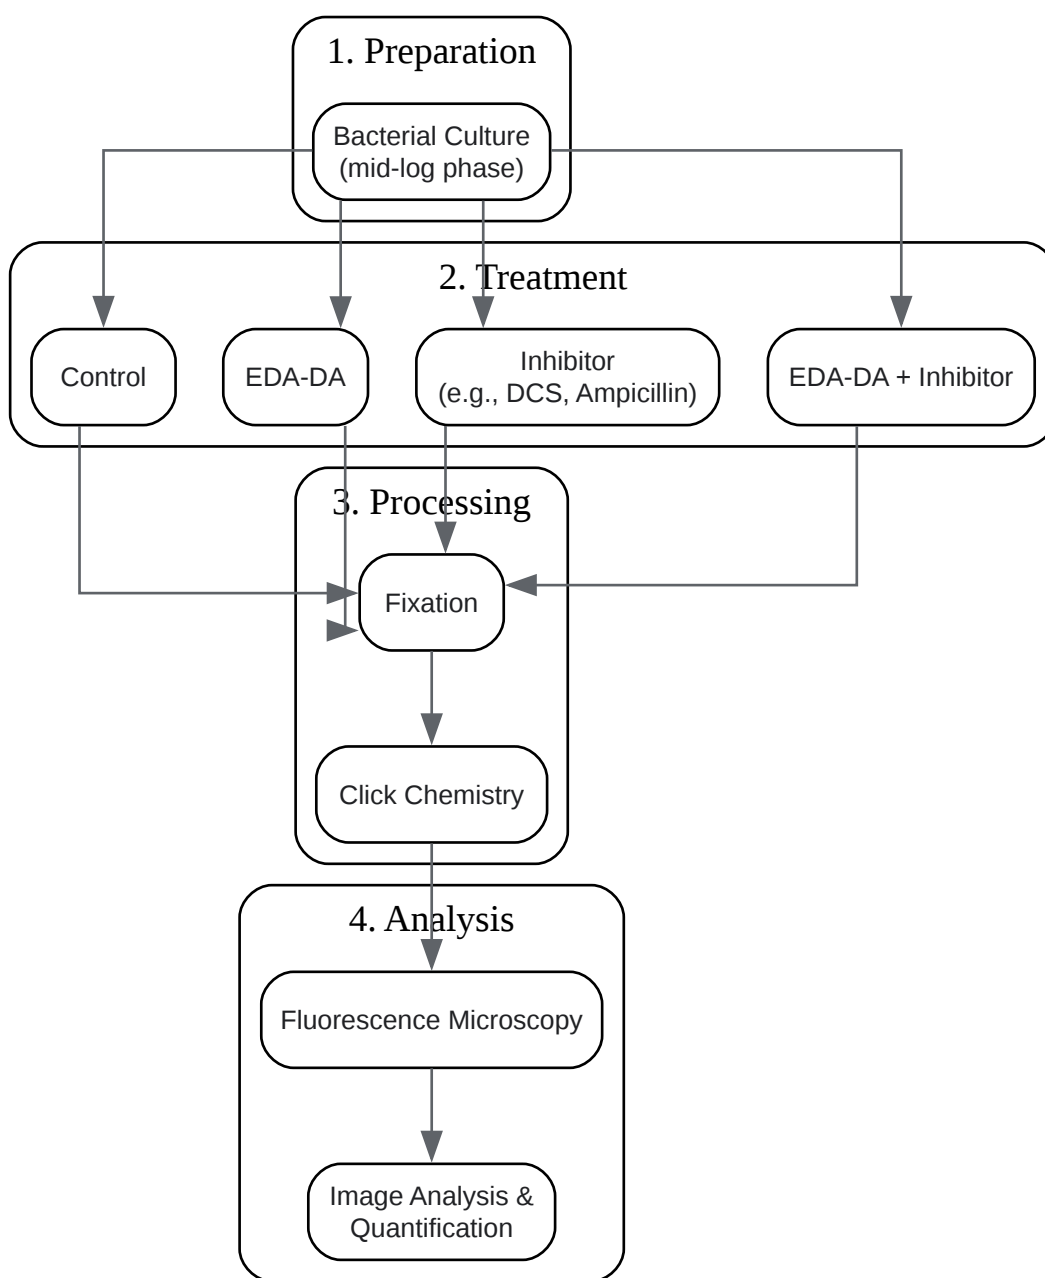 1. Preparation
Bacterial Culture
(mid-log phase)
2. Treatment
Control
EDA-DA
Inhibitor
(e.g., DCS, Ampicillin)
EDA-DA + Inhibitor
3. Processing
Fixation
Click Chemistry
4. Analysis
Fluorescence Microscopy
Image Analysis &
Quantification